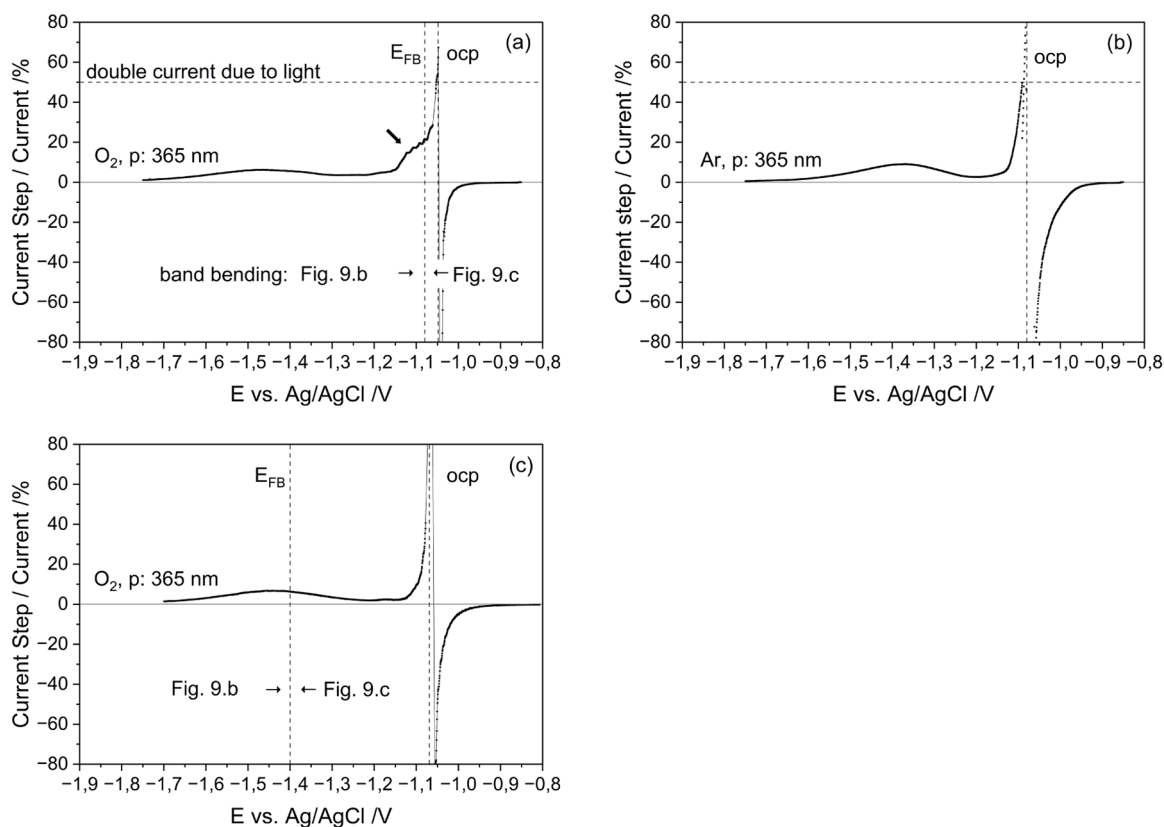 (a)
80
60
40
20
0
−20
−40
−60
−80
Current Step / Current /%
E_FB
ocp
double current due to light
O₂, p: 365 nm
band bending: Fig. 9.b → ← Fig. 9.c
−1,9 −1,8 −1,7 −1,6 −1,5 −1,4 −1,3 −1,2 −1,1 −1,0 −0,9 −0,8
E vs. Ag/AgCl /V
(b)
80
60
40
20
0
−20
−40
−60
−80
Current step / Current /%
ocp
Ar, p: 365 nm
−1,9 −1,8 −1,7 −1,6 −1,5 −1,4 −1,3 −1,2 −1,1 −1,0 −0,9 −0,8
E vs. Ag/AgCl /V
(c)
80
60
40
20
0
−20
−40
−60
−80
Current Step / Current /%
E_FB
ocp
O₂, p: 365 nm
Fig. 9.b → ← Fig. 9.c
−1,9 −1,8 −1,7 −1,6 −1,5 −1,4 −1,3 −1,2 −1,1 −1,0 −0,9 −0,8
E vs. Ag/AgCl /V